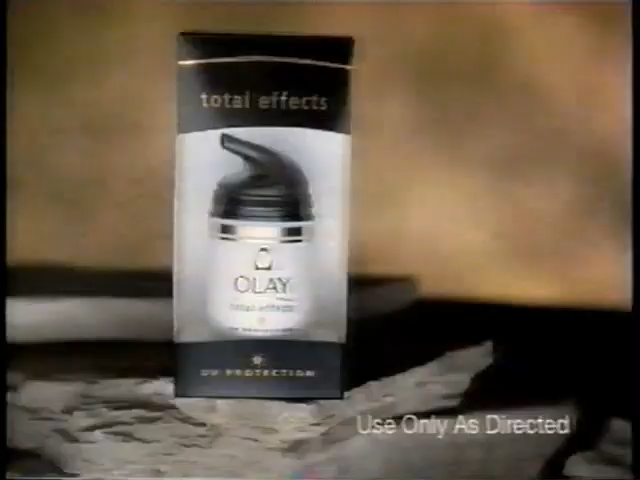 total effects
OLAY
total effects
UV PROTECTION
Use Only As Directed